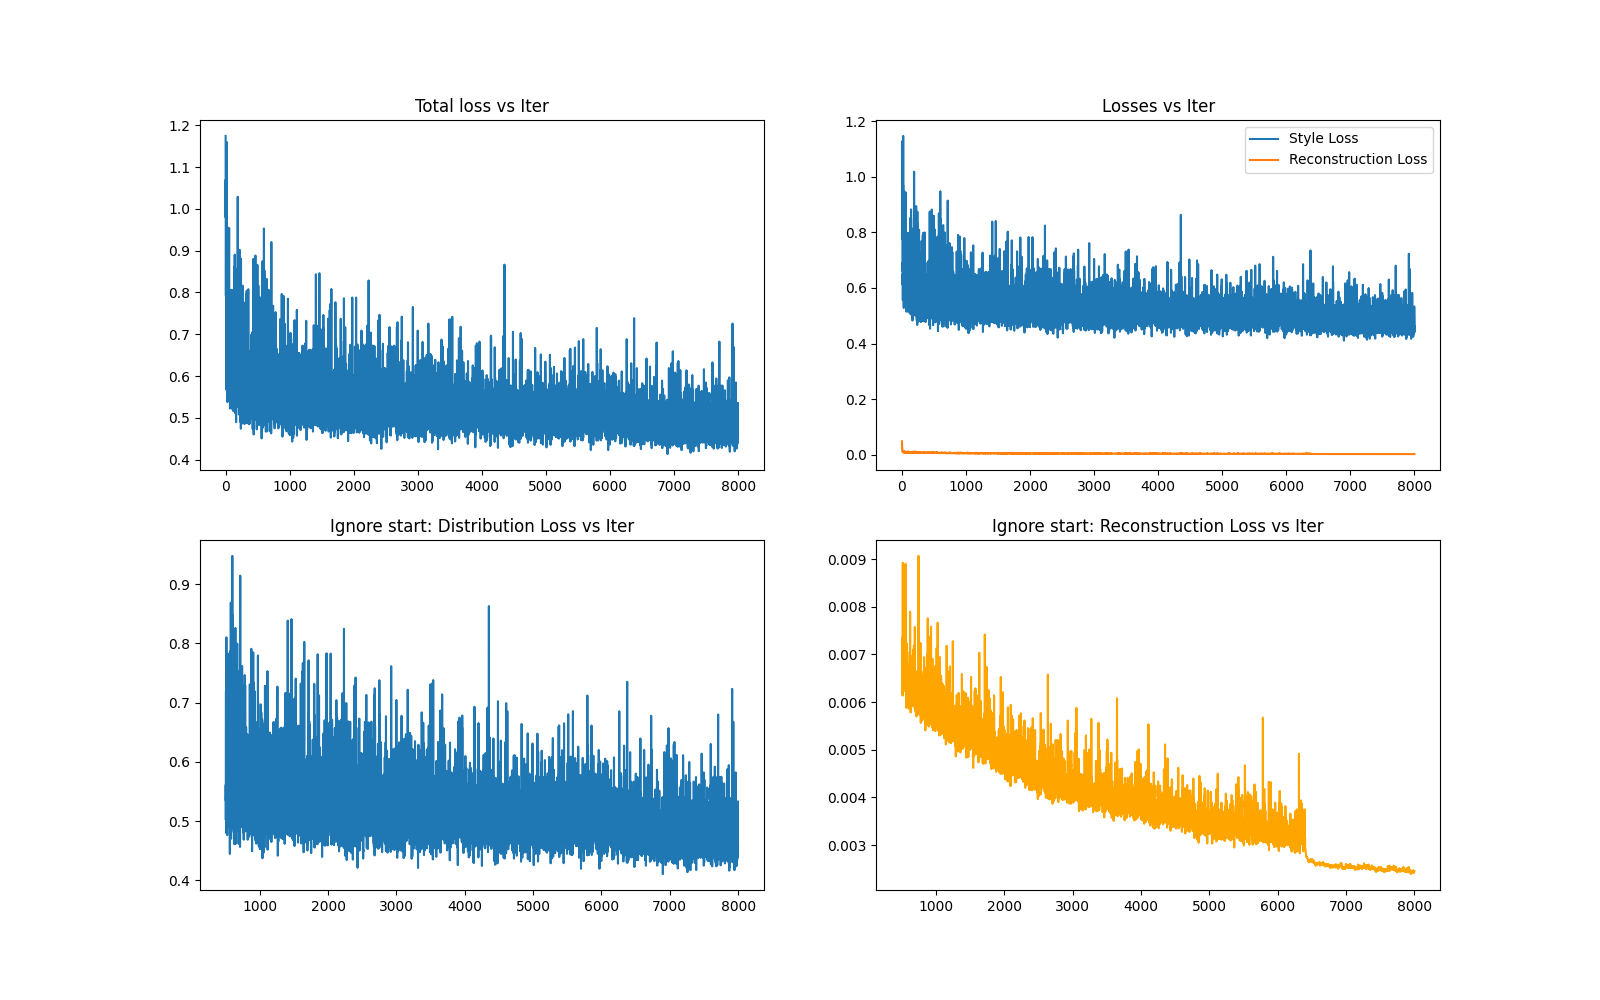 Total loss vs Iter
1.2
1.1
1.0
0.9
0.8
0.7
0.6
0.5
0.4
0 1000 2000 3000 4000 5000 6000 7000 8000
Losses vs Iter
Style Loss
Reconstruction Loss
1.2
1.0
0.8
0.6
0.4
0.2
0.0
0 1000 2000 3000 4000 5000 6000 7000 8000
Ignore start: Distribution Loss vs Iter
0.9
0.8
0.7
0.6
0.5
0.4
1000 2000 3000 4000 5000 6000 7000 8000
Ignore start: Reconstruction Loss vs Iter
0.009
0.008
0.007
0.006
0.005
0.004
0.003
1000 2000 3000 4000 5000 6000 7000 8000